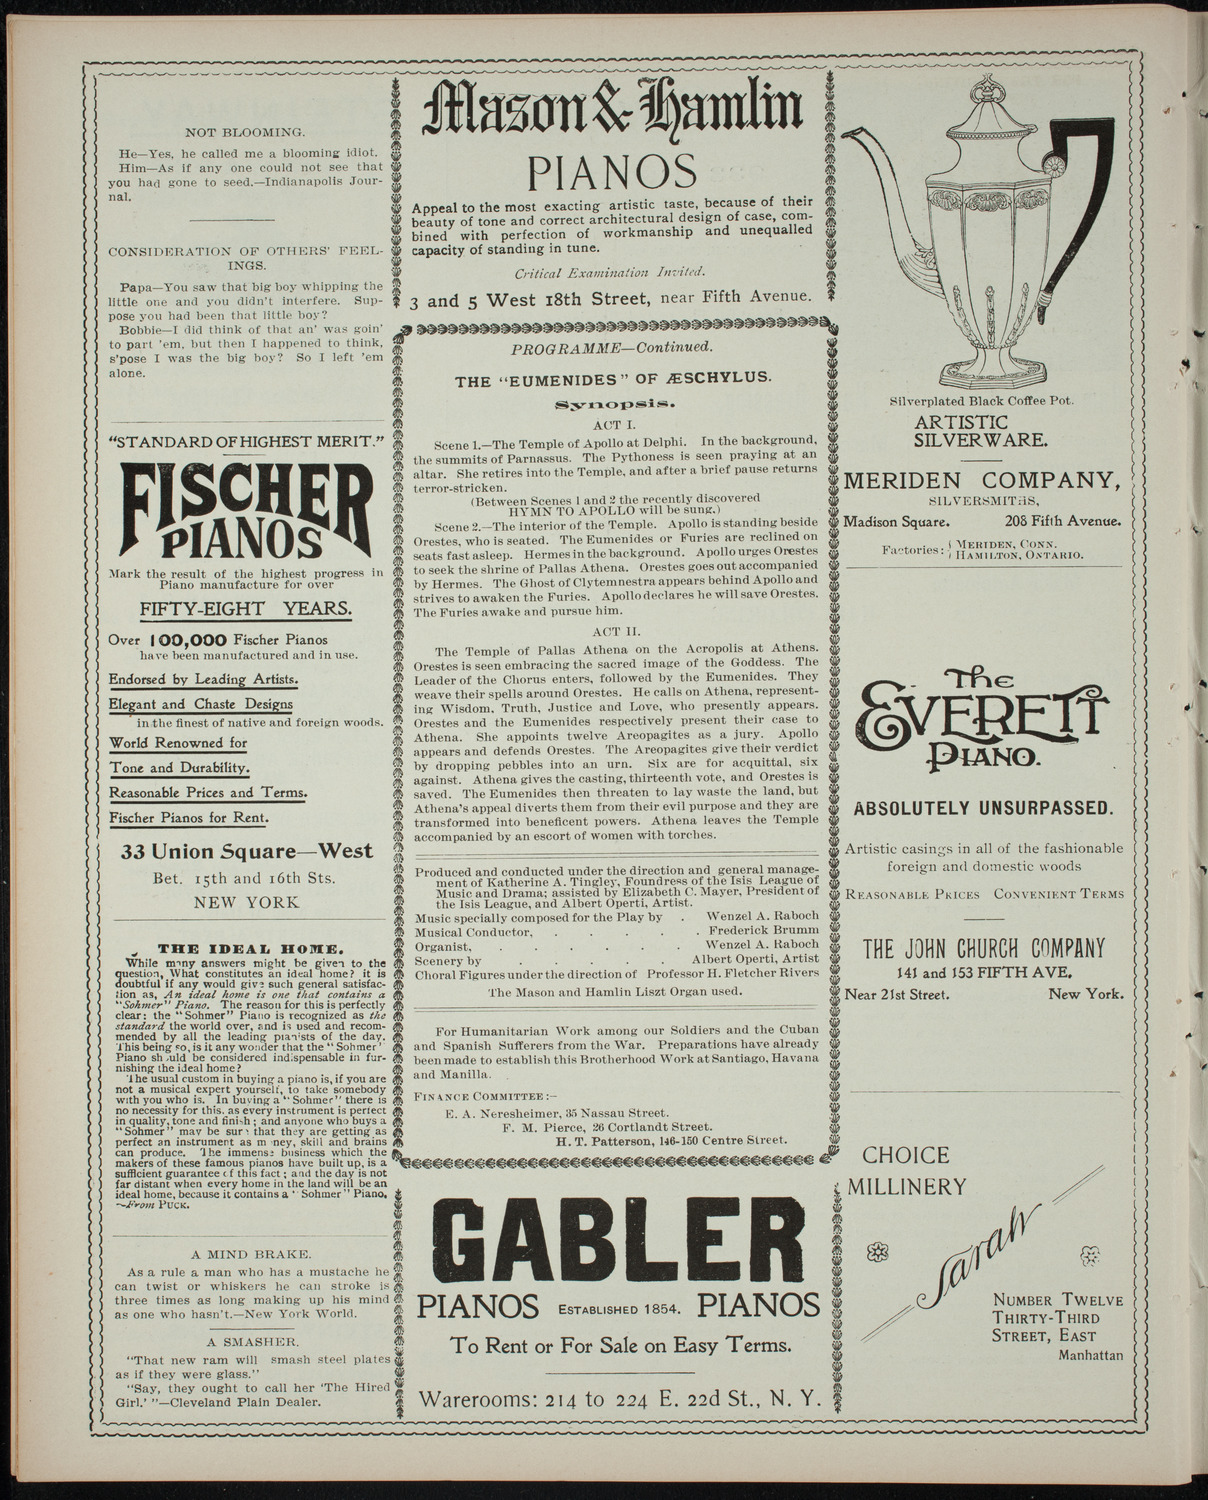 NOT BLOOMING.
He—Yes, he called me a blooming idiot.
Him—As if any one could not see that
you had gone to seed.—Indianapolis Jour-
nal.
CONSIDERATION OF OTHERS' FEEL-
INGS.
Papa—You saw that big boy whipping the
little one and you didn't interfere. Sup-
pose you had been that little boy?
Bobbie—I did think of that an' was goin'
to part 'em, but then I happened to think,
s'pose I was the big boy? So I left 'em
alone.
"STANDARD OF HIGHEST MERIT."
FISCHER
PIANOS
Mark the result of the highest progress in
Piano manufacture for over
FIFTY-EIGHT YEARS.
Over 100,000 Fischer Pianos
have been manufactured and in use.
Endorsed by Leading Artists.
Elegant and Chaste Designs
in the finest of native and foreign woods.
World Renowned for
Tone and Durability.
Reasonable Prices and Terms.
Fischer Pianos for Rent.
33 Union Square—West
Bet. 15th and 16th Sts.
NEW YORK
THE IDEAL HOME.
While many answers might be given to the
question, What constitutes an ideal home? it is
doubtful if any would give such general satisfac-
tion as, An ideal home is one that contains a
"Sohmer" Piano. The reason for this is perfectly
clear: the "Sohmer" Piano is recognized as the
standard the world over, and is used and recom-
mended by all the leading pianists of the day.
This being so, is it any wonder that the "Sohmer"
Piano should be considered indispensable in fur-
nishing the ideal home?
The usual custom in buying a piano is, if you are
not a musical expert yourself, to take somebody
with you who is. In buying a "Sohmer" there is
no necessity for this, as every instrument is perfect
in quality, tone and finish; and anyone who buys a
"Sohmer" may be sure that they are getting as
perfect an instrument as money, skill and brains
can produce. The immense business which the
makers of these famous pianos have built up, is a
sufficient guarantee of this fact; and the day is not
far distant when every home in the land will be an
ideal home, because it contains a "Sohmer" Piano.
—From PUCK.
A MIND BRAKE.
As a rule a man who has a mustache he
can twist or whiskers he can stroke is
three times as long making up his mind
as one who hasn't.—New York World.
A SMASHER.
"That new ram will smash steel plates
as if they were glass."
"Say, they ought to call her 'The Hired
Girl.' "—Cleveland Plain Dealer.
Mason & Hamlin
PIANOS
Appeal to the most exacting artistic taste, because of their
beauty of tone and correct architectural design of case, com-
bined with perfection of workmanship and unequalled
capacity of standing in tune.
Critical Examination Invited.
3 and 5 West 18th Street, near Fifth Avenue.
PROGRAMME—Continued.
THE "EUMENIDES" OF ÆSCHYLUS.
Synopsis.
ACT I.
Scene 1.—The Temple of Apollo at Delphi. In the background,
the summits of Parnassus. The Pythoness is seen praying at an
altar. She retires into the Temple, and after a brief pause returns
terror-stricken.
(Between Scenes 1 and 2 the recently discovered
HYMN TO APOLLO will be sung.)
Scene 2.—The interior of the Temple. Apollo is standing beside
Orestes, who is seated. The Eumenides or Furies are reclined on
seats fast asleep. Hermes in the background. Apollo urges Orestes
to seek the shrine of Pallas Athena. Orestes goes out accompanied
by Hermes. The Ghost of Clytemnestra appears behind Apollo and
strives to awaken the Furies. Apollo declares he will save Orestes.
The Furies awake and pursue him.
ACT II.
The Temple of Pallas Athena on the Acropolis at Athens.
Orestes is seen embracing the sacred image of the Goddess. The
Leader of the Chorus enters, followed by the Eumenides. They
weave their spells around Orestes. He calls on Athena, represent-
ing Wisdom, Truth, Justice and Love, who presently appears.
Orestes and the Eumenides respectively present their case to
Athena. She appoints twelve Areopagites as a jury. Apollo
appears and defends Orestes. The Areopagites give their verdict
by dropping pebbles into an urn. Six are for acquittal, six
against. Athena gives the casting, thirteenth vote, and Orestes is
saved. The Eumenides then threaten to lay waste the land, but
Athena's appeal diverts them from their evil purpose and they are
transformed into beneficent powers. Athena leaves the Temple
accompanied by an escort of women with torches.
Produced and conducted under the direction and general manage-
ment of Katherine A. Tingley, Foundress of the Isis League of
Music and Drama; assisted by Elizabeth C. Mayer, President of
the Isis League, and Albert Operti, Artist.
Music specially composed for the Play by . Wenzel A. Raboch
Musical Conductor, . . . . . Frederick Brumm
Organist, . . . . . . . Wenzel A. Raboch
Scenery by . . . . . Albert Operti, Artist
Choral Figures under the direction of Professor H. Fletcher Rivers
The Mason and Hamlin Liszt Organ used.
For Humanitarian Work among our Soldiers and the Cuban
and Spanish Sufferers from the War. Preparations have already
been made to establish this Brotherhood Work at Santiago, Havana
and Manilla.
FINANCE COMMITTEE:—
E. A. Neresheimer, 35 Nassau Street.
F. M. Pierce, 26 Cortlandt Street.
H. T. Patterson, 146-150 Centre Street.
GABLER
PIANOS ESTABLISHED 1854. PIANOS
To Rent or For Sale on Easy Terms.
Warerooms: 214 to 224 E. 22d St., N. Y.
Silverplated Black Coffee Pot.
ARTISTIC
SILVERWARE.
MERIDEN COMPANY,
SILVERSMITHS,
Madison Square. 208 Fifth Avenue.
Factories: { MERIDEN, CONN.
HAMILTON, ONTARIO.
The
EVERETT
PIANO.
ABSOLUTELY UNSURPASSED.
Artistic casings in all of the fashionable
foreign and domestic woods
REASONABLE PRICES CONVENIENT TERMS
THE JOHN CHURCH COMPANY
141 and 153 FIFTH AVE.
Near 21st Street. New York.
CHOICE
MILLINERY
Sarah
NUMBER TWELVE
THIRTY-THIRD
STREET, EAST
Manhattan